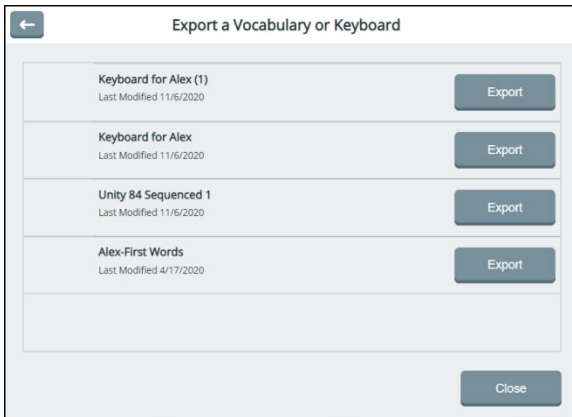 Export a Vocabulary or Keyboard
Keyboard for Alex (1)
Last Modified 11/6/2020
Export
Keyboard for Alex
Last Modified 11/6/2020
Export
Unity 84 Sequenced 1
Last Modified 11/6/2020
Export
Alex-First Words
Last Modified 4/17/2020
Export
Close